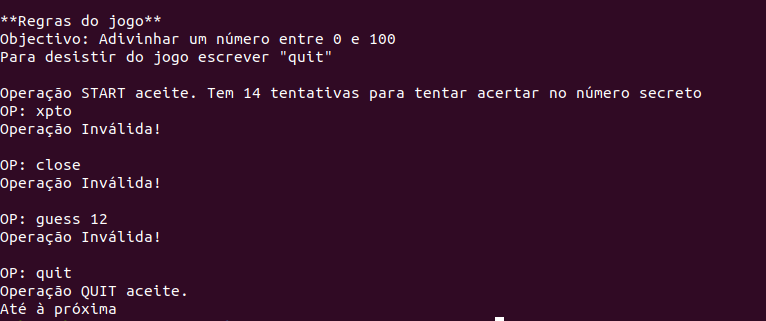 **Regras do jogo**
Objectivo: Adivinhar um número entre 0 e 100
Para desistir do jogo escrever "quit"
Operação START aceite. Tem 14 tentativas para tentar acertar no número secreto
OP: xpto
Operação Inválida!
OP: close
Operação Inválida!
OP: guess 12
Operação Inválida!
OP: quit
Operação QUIT aceite.
Até à próxima